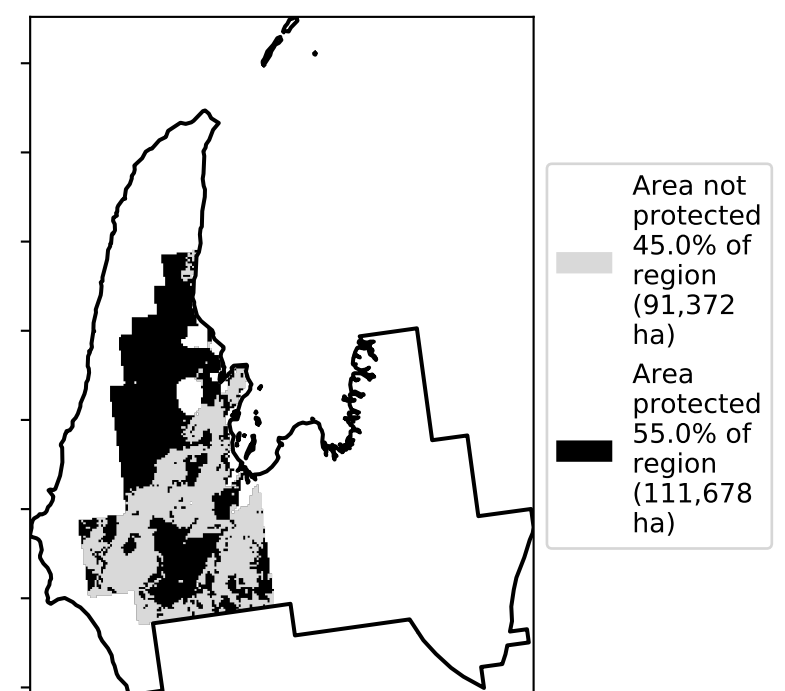 Area not
protected
45.0% of
region
(91,372
ha)
Area
protected
55.0% of
region
(111,678
ha)